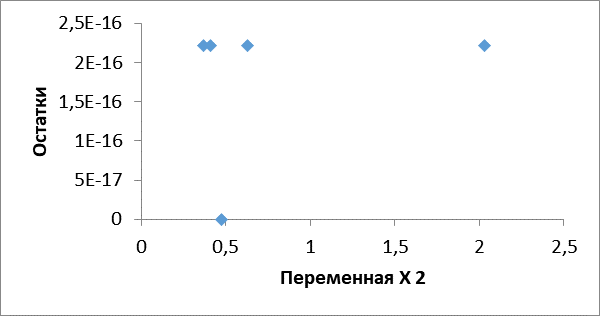 2,5E-16
2E-16
1,5E-16
1E-16
5E-17
0
0
0,5
1
1,5
2
2,5
Остатки
Переменная X 2